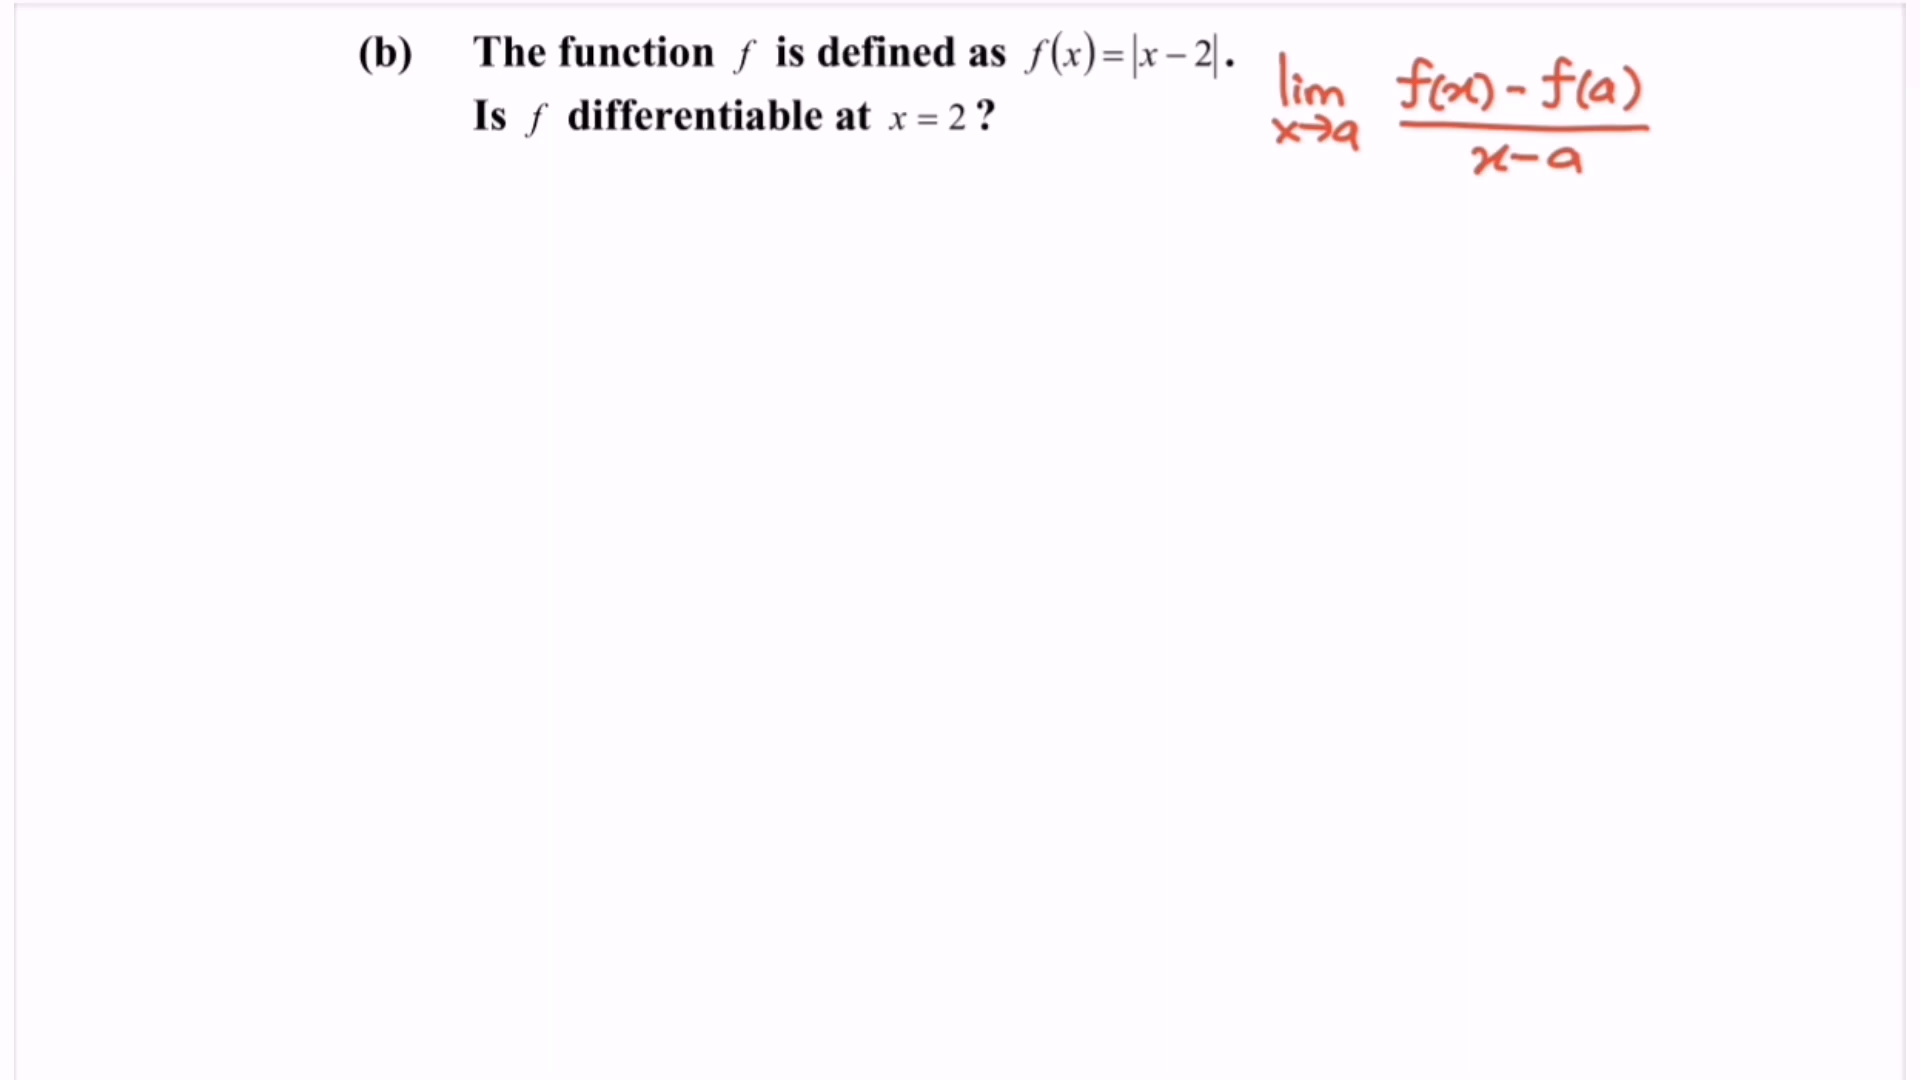 (b) The function f is defined as f(x)=|x−2|.
Is f differentiable at x=2?
lim f(x) - f(a)
x→a x-a